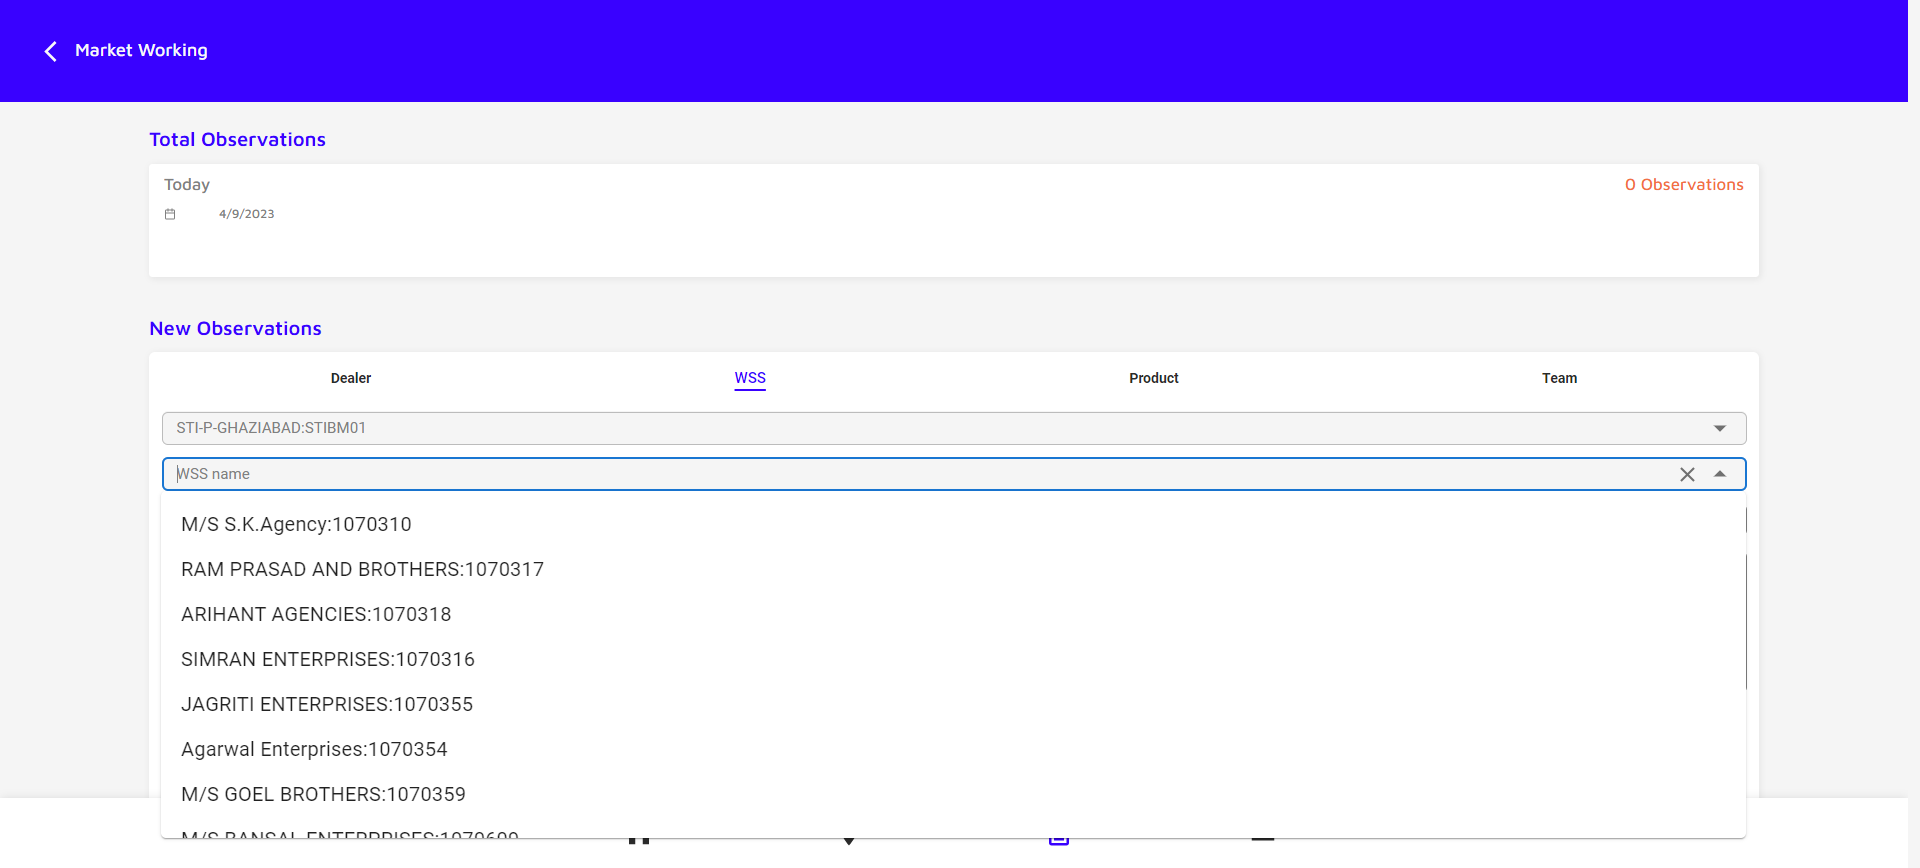 Market Working
Total Observations
Today
0 Observations
4/9/2023
New Observations
Dealer
WSS
Product
Team
STI-P-GHAZIABAD:STIBM01
WSS name
M/S S.K.Agency:1070310
RAM PRASAD AND BROTHERS:1070317
ARIHANT AGENCIES:1070318
SIMRAN ENTERPRISES:1070316
JAGRITI ENTERPRISES:1070355
Agarwal Enterprises:1070354
M/S GOEL BROTHERS:1070359
M/S BANSAL ENTERPRISES: